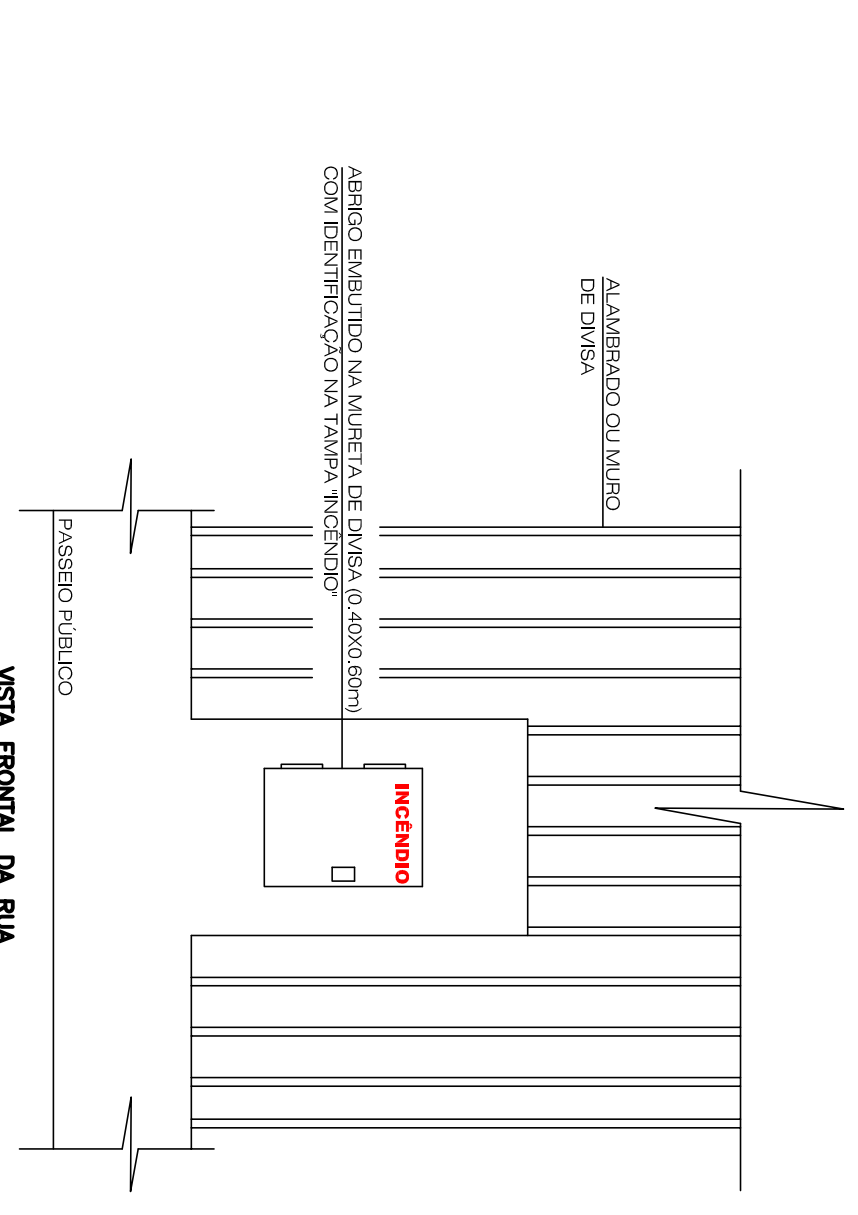 ALAMBRADO OU MURO
DE DIVISA
ABRIGO EMBUTIDO NA MURETA DE DIVISA (0.40X0.60m)
COM IDENTIFICAÇÃO NA TAMPA "INCÊNDIO"
INCÊNDIO
PASSEIO PÚBLICO
VISTA FRONTAL DA RUA